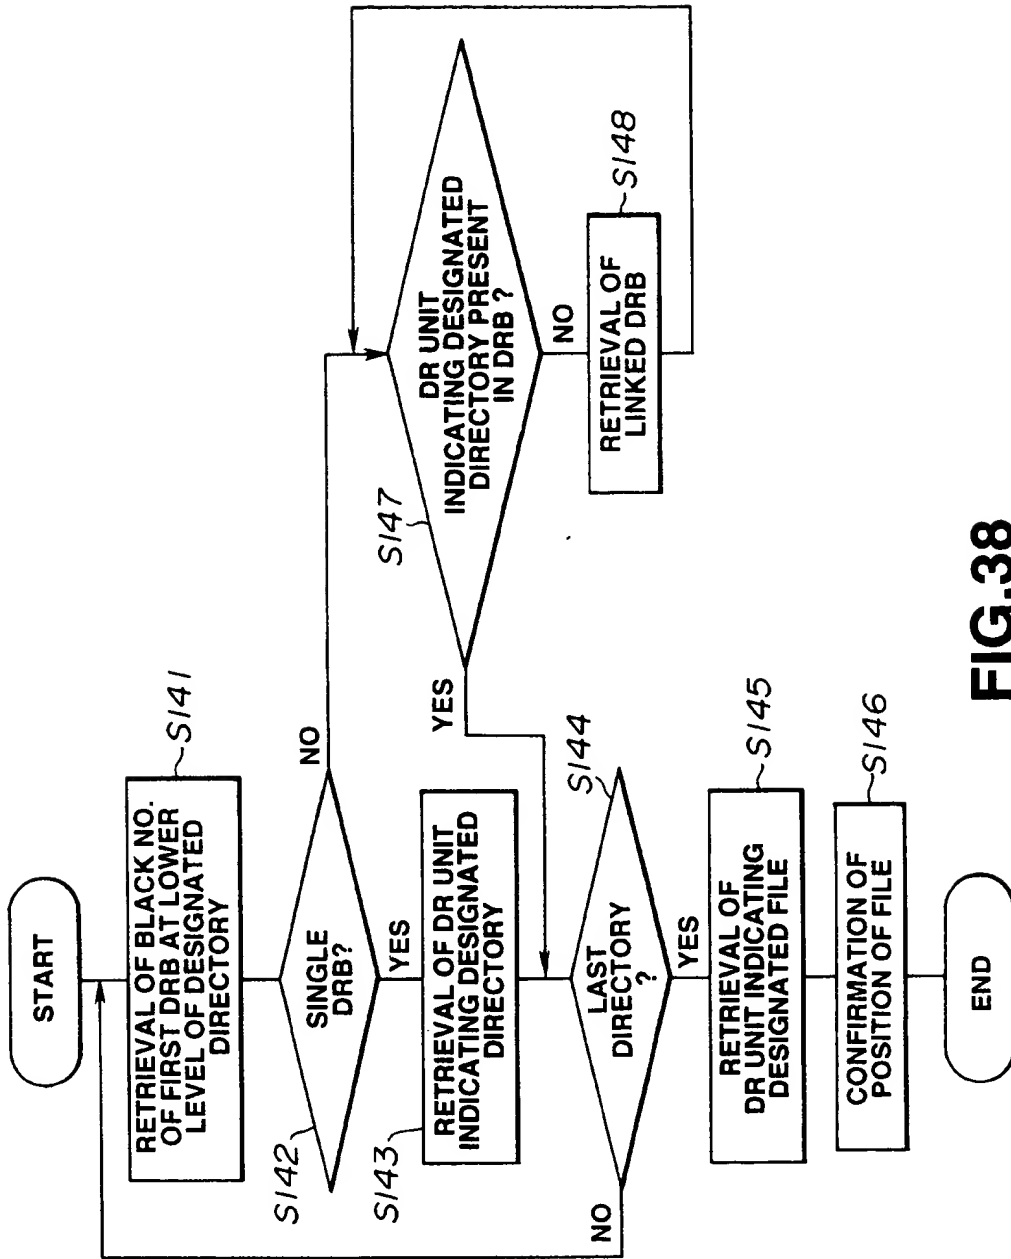 START
RETRIEVAL OF BLACK NO.
OF FIRST DRB AT LOWER
LEVEL OF DESIGNATED
DIRECTORY
S141
SINGLE
DRB?
S142
NO
YES
RETRIEVAL OF DR UNIT
INDICATING DESIGNATED
DIRECTORY
S143
LAST
DIRECTORY
?
S144
NO
YES
RETRIEVAL OF
DR UNIT INDICATING
DESIGNATED FILE
S145
CONFIRMATION OF
POSITION OF FILE
S146
END
DR UNIT
INDICATING DESIGNATED
DIRECTORY PRESENT
IN DRB ?
S147
YES
NO
RETRIEVAL OF
LINKED DRB
S148
FIG.38